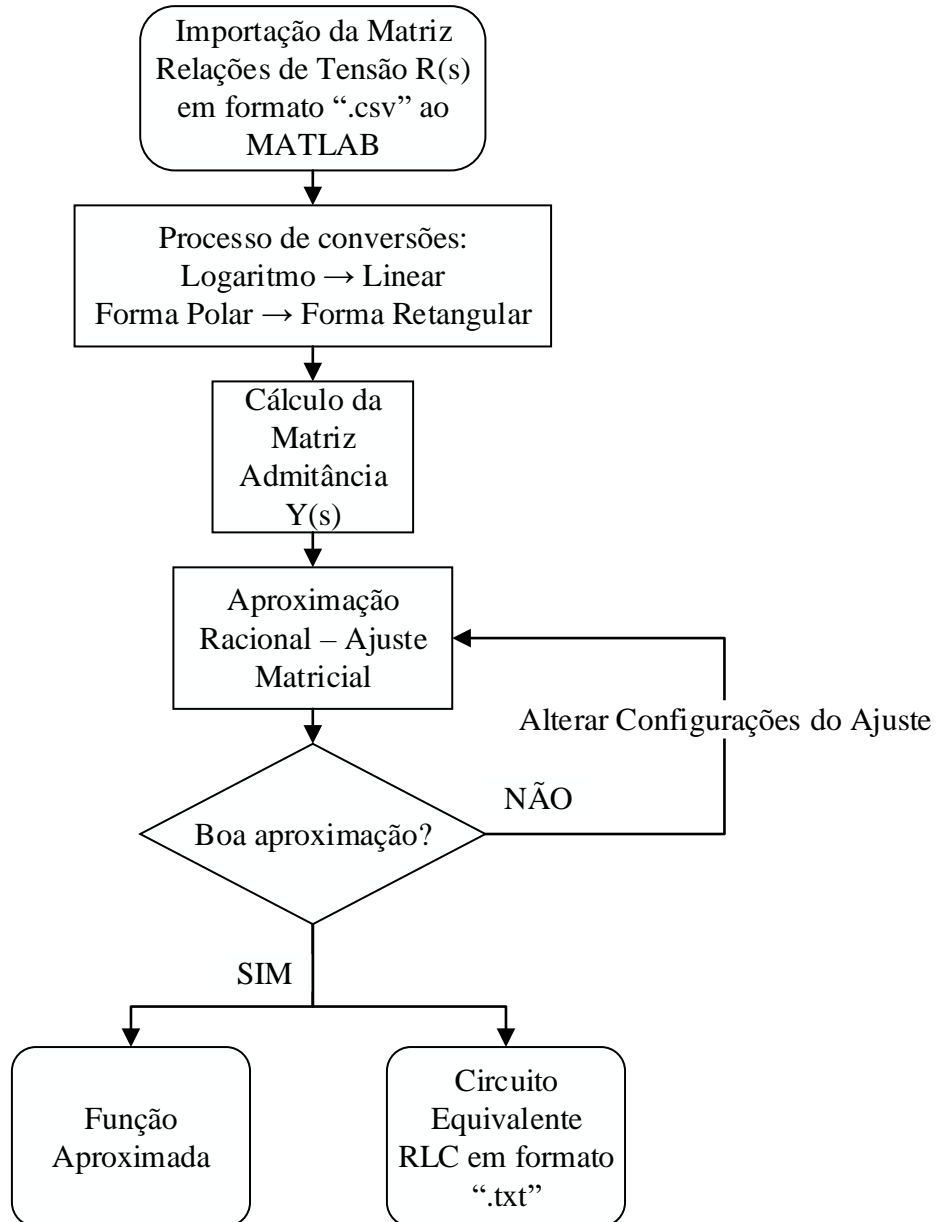 Importação da Matriz
Relações de Tensão R(s)
em formato “.csv” ao
MATLAB
Processo de conversões:
Logaritmo → Linear
Forma Polar → Forma Retangular
Cálculo da
Matriz
Admitância
Y(s)
Aproximação
Racional – Ajuste
Matricial
Alterar Configurações do Ajuste
NÃO
Boa aproximação?
SIM
Função
Aproximada
Circuito
Equivalente
RLC em formato
“.txt”